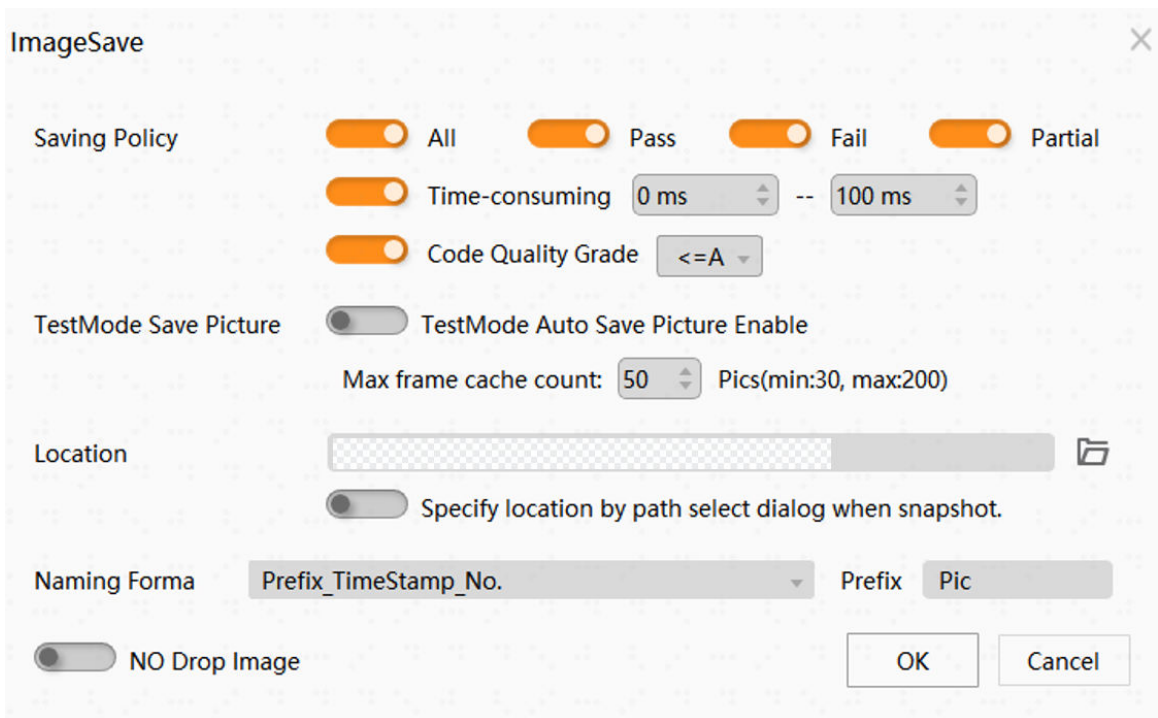 ImageSave
Saving Policy All Pass Fail Partial
Time-consuming 0 ms -- 100 ms
Code Quality Grade <=A
TestMode Save Picture TestMode Auto Save Picture Enable
Max frame cache count: 50 Pics(min:30, max:200)
Location
Specify location by path select dialog when snapshot.
Naming Forma Prefix_TimeStamp_No. Prefix Pic
NO Drop Image OK Cancel